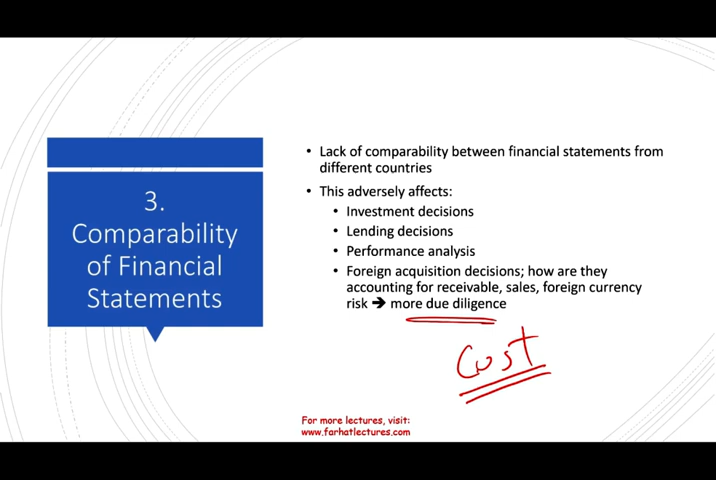 3.
Comparability
of Financial
Statements
• Lack of comparability between financial statements from
different countries
• This adversely affects:
• Investment decisions
• Lending decisions
• Performance analysis
• Foreign acquisition decisions; how are they
accounting for receivable, sales, foreign currency
risk ➔ more due diligence
Cost
For more lectures, visit:
www.farhatlectures.com